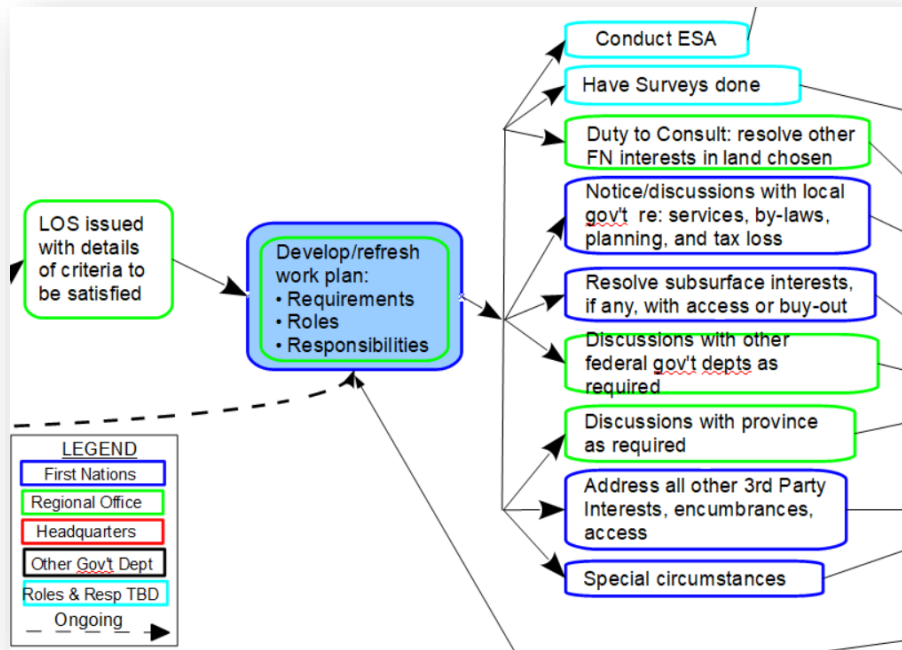 LOS issued
with details
of criteria to
be satisfied
Develop/refresh
work plan:
• Requirements
• Roles
• Responsibilities
Conduct ESA
Have Surveys done
Duty to Consult: resolve other
FN interests in land chosen
Notice/discussions with local
gov't re: services, by-laws,
planning, and tax loss
Resolve subsurface interests,
if any, with access or buy-out
Discussions with other
federal gov't depts as
required
Discussions with province
as required
Address all other 3rd Party
Interests, encumbrances,
access
Special circumstances
LEGEND
First Nations
Regional Office
Headquarters
Other Gov't Dept
Roles & Resp TBD
Ongoing